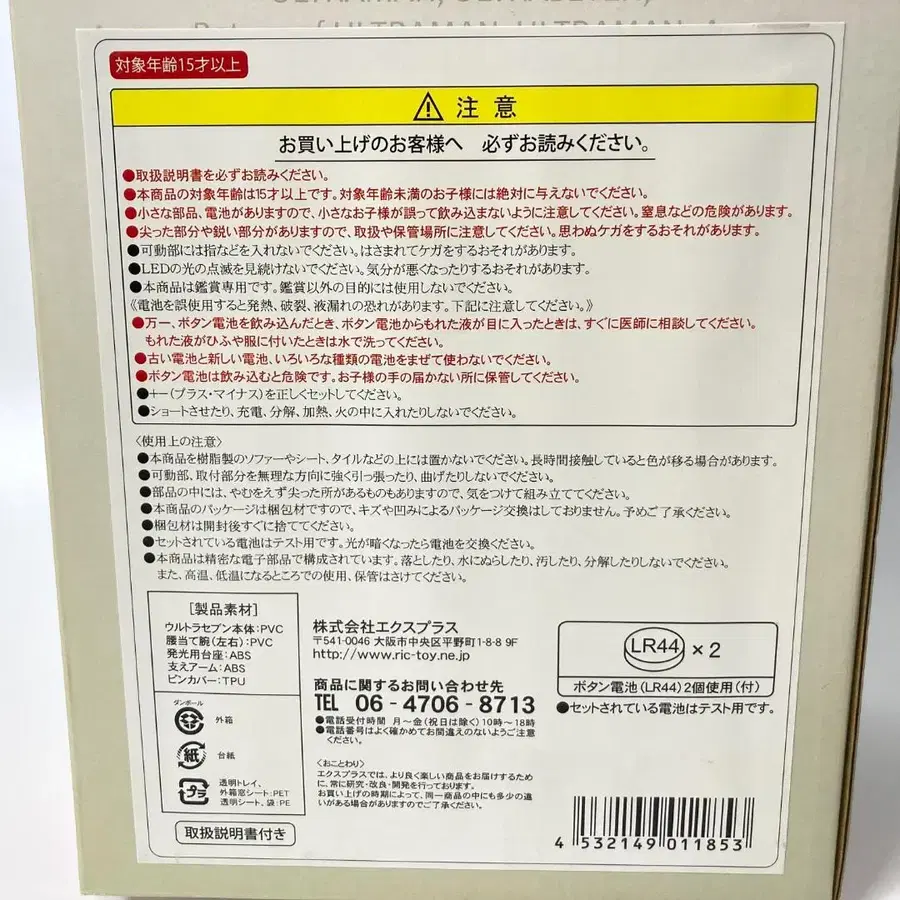 Return of ULTRAMAN, ULTRAMAN A
対象年齢15才以上
注意
お買い上げのお客様へ 必ずお読みください。
●取扱説明書を必ずお読みください。
●本商品の対象年齢は15才以上です。対象年齢未満のお子様には絶対に与えないでください。
●小さな部品、電池がありますので、小さなお子様が誤って飲み込まないように注意してください。窒息などの危険があります。
●尖った部分や鋭い部分がありますので、取扱や保管場所に注意してください。思わぬケガをするおそれがあります。
●可動部には指などを入れないでください。はさまれてケガをするおそれがあります。
●LEDの光の点滅を見続けないでください。気分が悪くなったりするおそれがあります。
●本商品は鑑賞専用です。鑑賞以外の目的には使用しないでください。
《電池を誤使用すると発熱、破裂、液漏れの恐れがあります。下記に注意してください。》
●万一、ボタン電池を飲み込んだとき、ボタン電池からもれた液が目に入ったときは、すぐに医師に相談してください。
もれた液がひふや服に付いたときは水で洗ってください。
●古い電池と新しい電池、いろいろな種類の電池をまぜて使わないでください。
●ボタン電池は飲み込むと危険です。お子様の手の届かない所に保管してください。
●+−(プラス・マイナス)を正しくセットしてください。
●ショートさせたり、充電、分解、加熱、火の中に入れたりしないでください。
〈使用上の注意〉
●本商品を樹脂製のソファーやシート、タイルなどの上には置かないでください。長時間接触していると色が移る場合があります。
●可動部、取付部分を無理な方向に強く引っ張ったり、曲げたりしないでください。
●部品の中には、やむをえず尖った所があるものもありますので、気をつけて組み立ててください。
●本商品のパッケージは梱包材ですので、キズや凹みによるパッケージ交換はしておりません。予めご了承ください。
●梱包材は開封後すぐに捨ててください。
●セットされている電池はテスト用です。光が暗くなったら電池を交換ください。
●本商品は精密な電子部品で構成されています。落としたり、水にぬらしたり、汚したり、分解したりしないでください。
また、高温、低温になるところでの使用、保管はさけてください。
[製品素材]
ウルトラセブン本体:PVC
腰当て腕(左右):PVC
発光用台座:ABS
支えアーム:ABS
ピンカバー:TPU
ダンボール
外箱
紙
台紙
プラ
透明トレイ、
外箱窓シート:PET
透明シート、袋:PE
取扱説明書付き
株式会社エクスプラス
〒541-0046 大阪市中央区平野町1-8-8 9F
http://www.ric-toy.ne.jp
商品に関するお問い合わせ先
TEL 06-4706-8713
●電話受付時間 月〜金(祝日は除く)10時〜18時
●電話番号はよく確かめてお間違えのないようご注意
ください。
〈おことわり〉
エクスプラスでは、より良く楽しい商品をお届けするため
に、常に研究・改良・開発を行っております。
お買い上げの時期によって、同一商品の中にも多少の違
いがある場合がありますのでご了承ください。
LR44 ×2
ボタン電池(LR44)2個使用(付)
●セットされている電池はテスト用です。
4 532149 011853